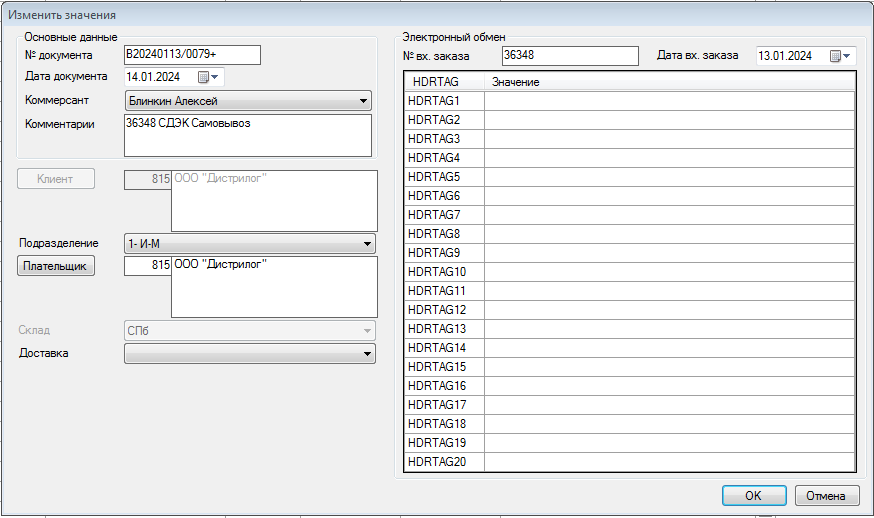 Изменить значения
Основные данные
№ документа B20240113/0079+
Дата документа 14.01.2024
Коммерсант Блинкин Алексей
Комментарии 36348 СДЭК Самовывоз
Клиент 815 ООО "Дистрилог"
Подразделение 1- И-М
Плательщик 815 ООО "Дистрилог"
Склад СПб
Доставка
Электронный обмен
№ вх. заказа 36348 Дата вх. заказа 13.01.2024
HDRTAG Значение
HDRTAG1
HDRTAG2
HDRTAG3
HDRTAG4
HDRTAG5
HDRTAG6
HDRTAG7
HDRTAG8
HDRTAG9
HDRTAG10
HDRTAG11
HDRTAG12
HDRTAG13
HDRTAG14
HDRTAG15
HDRTAG16
HDRTAG17
HDRTAG18
HDRTAG19
HDRTAG20
OK Отмена